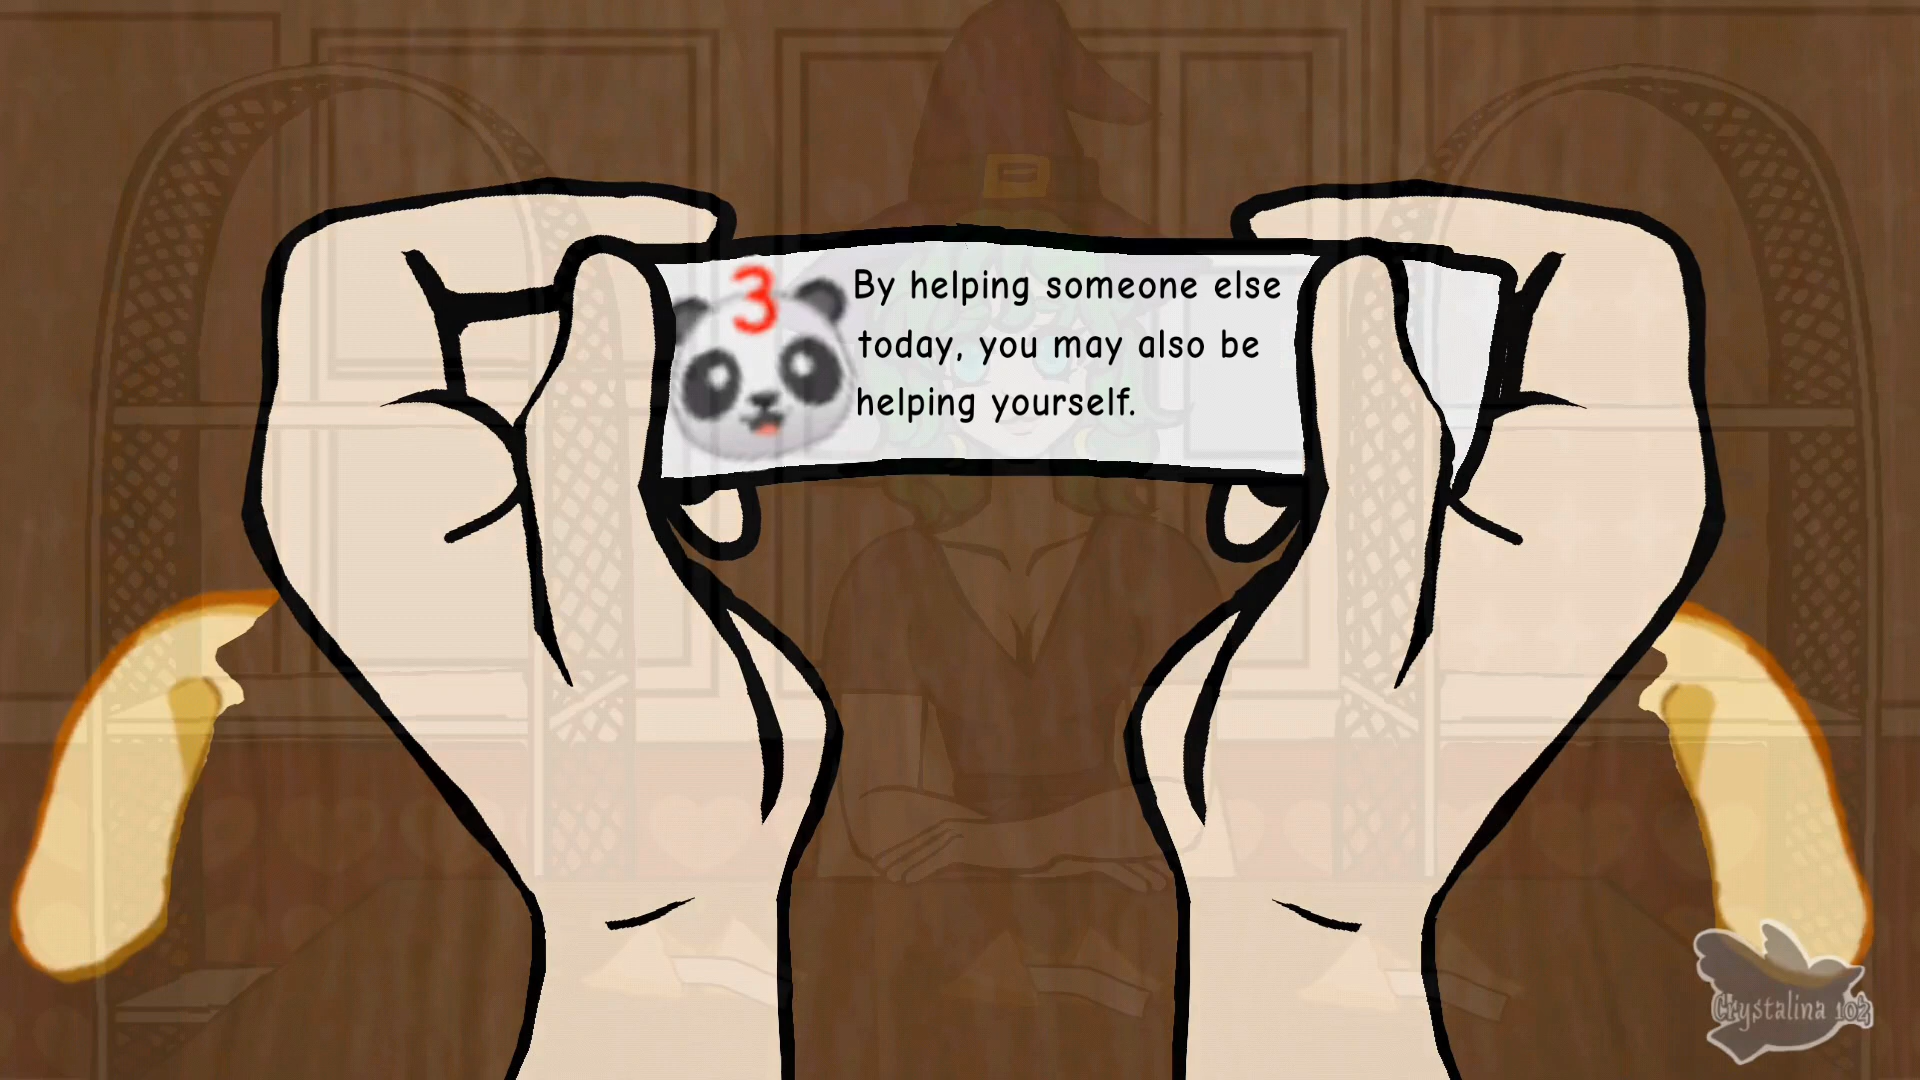 3
By helping someone else
today, you may also be
helping yourself.
Crystalina 102